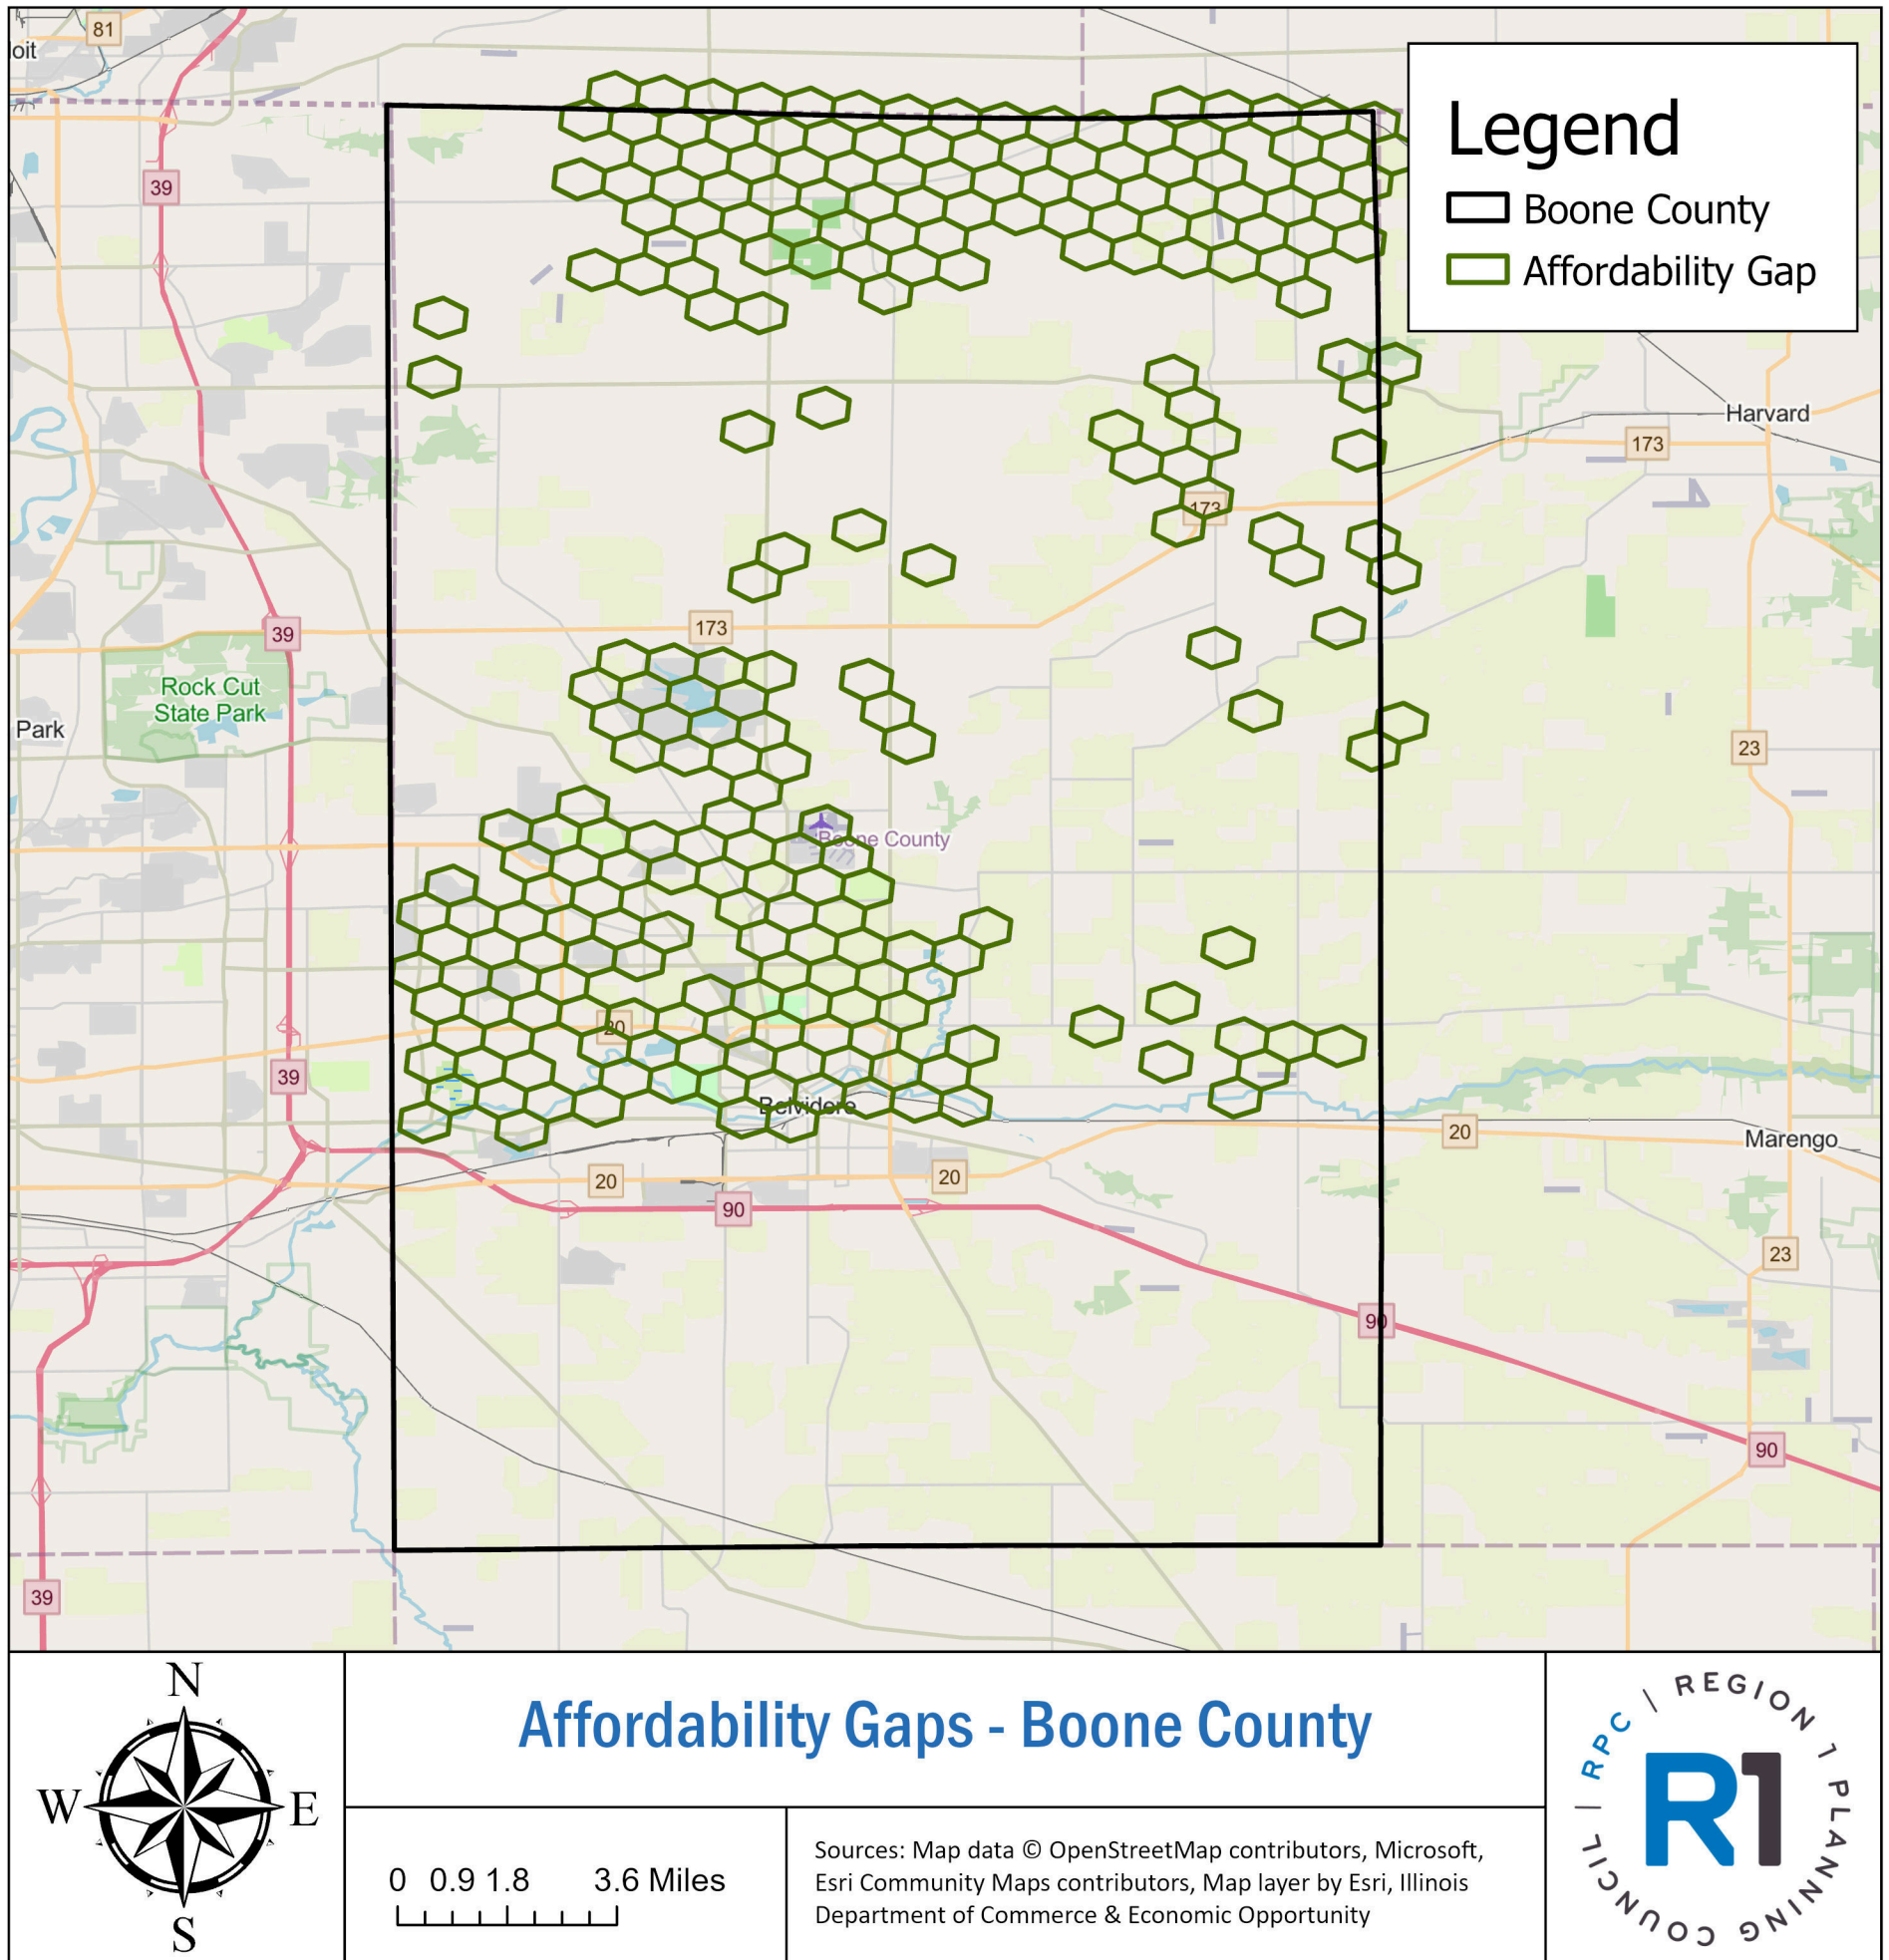 81
loit
Legend
Boone County
Affordability Gap
39
Harvard
173
173
39
173
Rock Cut
State Park
Park
23
Boone County
20
39
Belvidere
20
Marengo
20
20
90
23
90
90
39
N
W
E
S
Affordability Gaps - Boone County
0 0.9 1.8 3.6 Miles
Sources: Map data © OpenStreetMap contributors, Microsoft,
Esri Community Maps contributors, Map layer by Esri, Illinois
Department of Commerce & Economic Opportunity
RPC | REGION 1 PLANNING COUNCIL |
R1